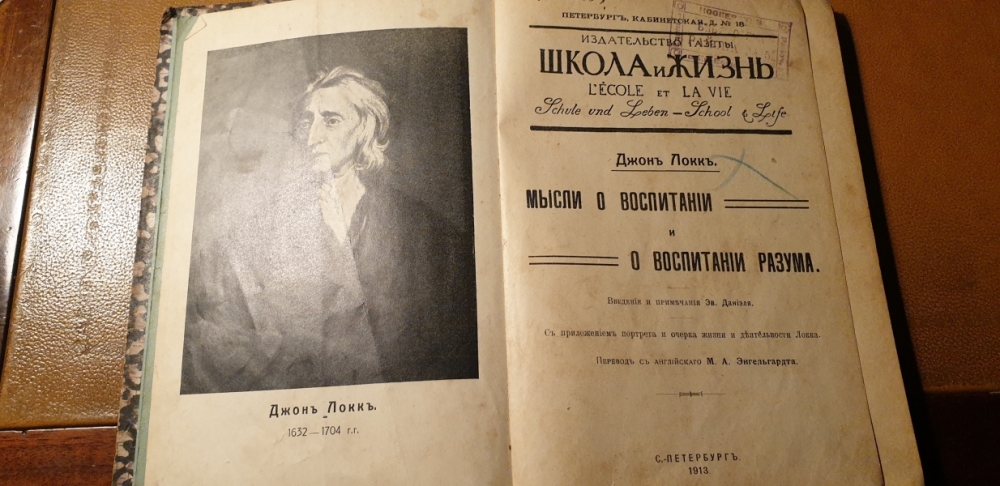 Джонъ Локкъ.
1632—1704 г.г.
ПЕТЕРБУРГЪ, КАБИНЕТСКАЯ, Д. № 18
ИЗДАТЕЛЬСТВО ГАЗЕТЫ
ШКОЛА и ЖИЗНЬ
L'ÉCOLE ET LA VIE
Schule und Leben — School & Life
Джонъ Локкъ.
МЫСЛИ О ВОСПИТАНІИ
и
О ВОСПИТАНІИ РАЗУМА.
Введенія и примѣчанія Эв. Даніэля.
Съ приложеніемъ портрета и очерка жизни и дѣятельности Локка.
Переводъ съ англійскаго М. А. Энгельгардта.
С.-ПЕТЕРБУРГЪ.
1913.